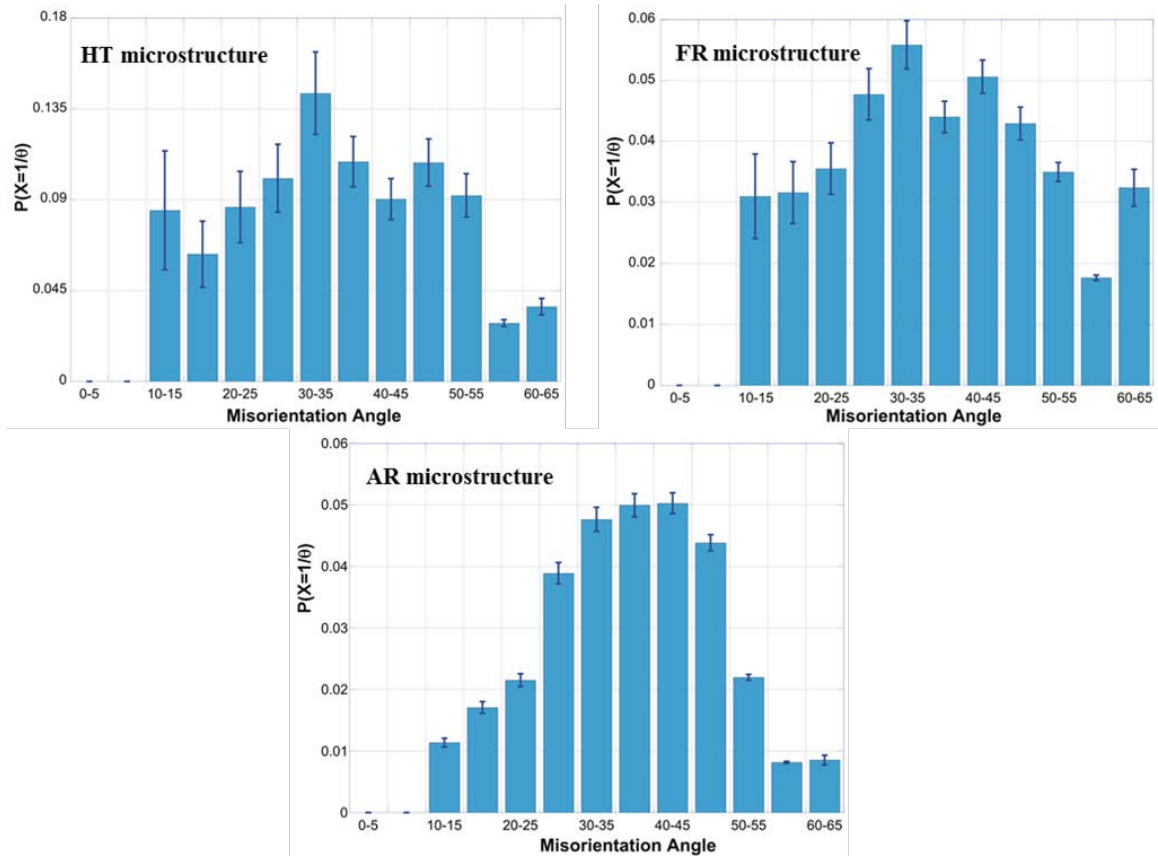 HT microstructure
0.18
0.135
0.09
0.045
0
P(X=1/θ)
0-5 10-15 20-25 30-35 40-45 50-55 60-65
Misorientation Angle
FR microstructure
0.06
0.05
0.04
0.03
0.02
0.01
0
P(X=1/θ)
0-5 10-15 20-25 30-35 40-45 50-55 60-65
Misorientation Angle
AR microstructure
0.06
0.05
0.04
0.03
0.02
0.01
0
P(X=1/θ)
0-5 10-15 20-25 30-35 40-45 50-55 60-65
Misorientation Angle